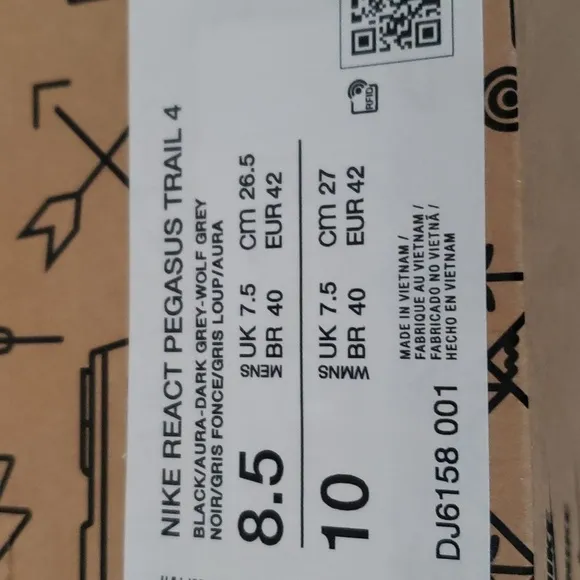 NIKE REACT PEGASUS TRAIL 4
BLACK/AURA-DARK GREY-WOLF GREY
NOIR/GRIS FONCE/GRIS LOUP/AURA
8.5 MENS UK 7.5 cm 26.5
BR 40 EUR 42
10 WMNS UK 7.5 cm 27
BR 40 EUR 42
RFID
DJ6158 001
MADE IN VIETNAM /
FABRIQUE AU VIETNAM /
FABRICADO NO VIETNÃ /
HECHO EN VIETNAM